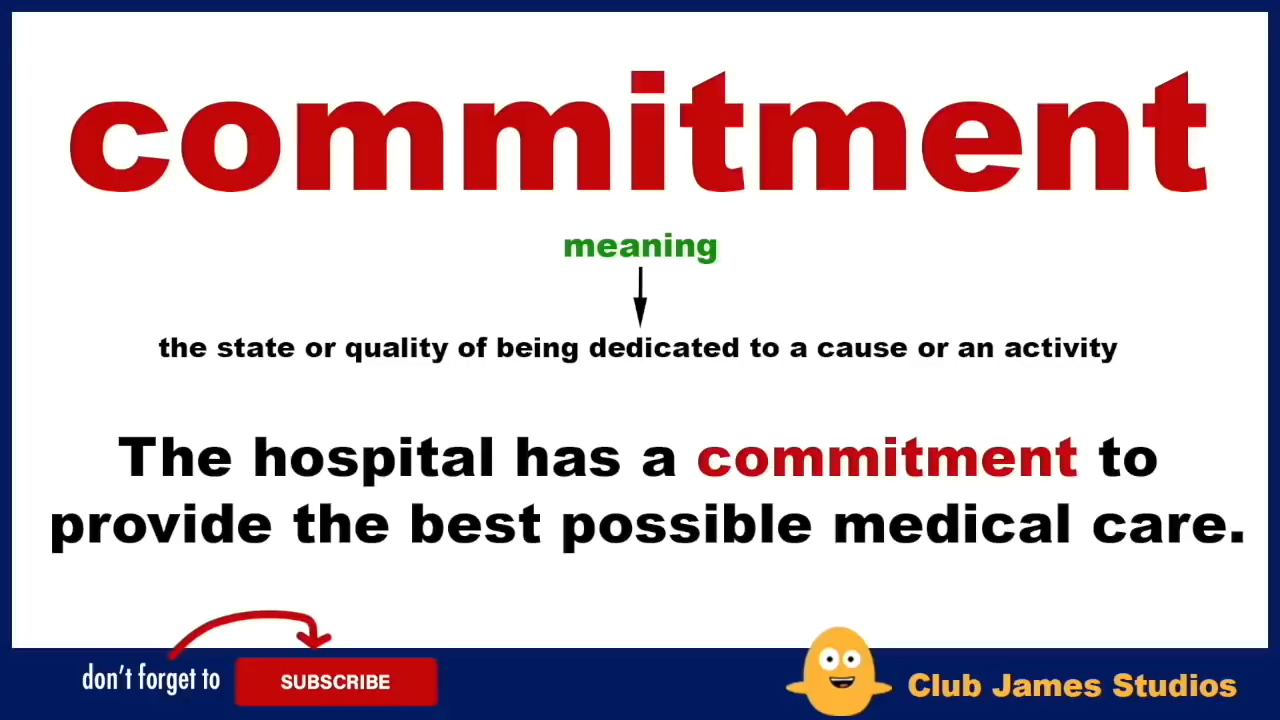 commitment
meaning
the state or quality of being dedicated to a cause or an activity
The hospital has a commitment to
provide the best possible medical care.
don't forget to SUBSCRIBE
Club James Studios